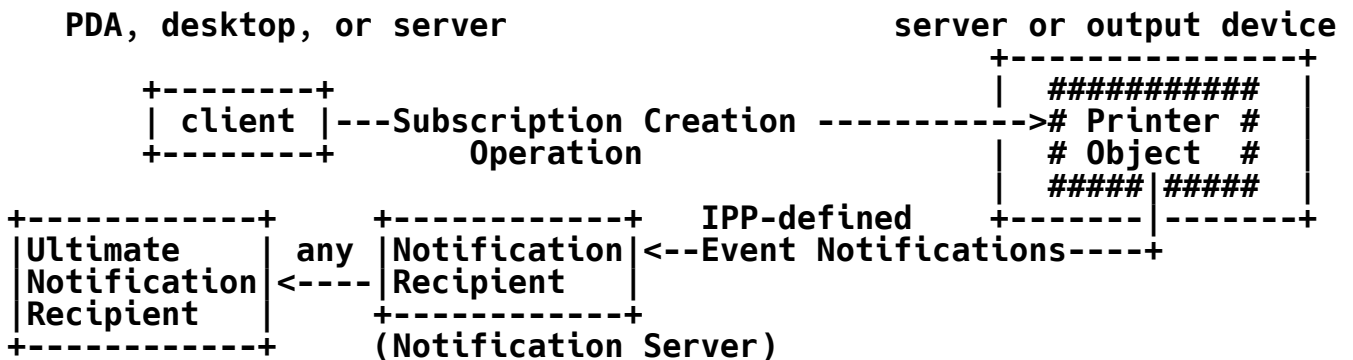 PDA, desktop, or server                    server or output device
                                                 +---------------+
       +--------+                                |  ###########  |
       | client |---Subscription Creation -----------># Printer #  |
       +--------+       Operation                |  # Object  #  |
                                                 |  #####|#####  |
+------------+     +------------+   IPP-defined    +-------|-------+
|Ultimate    | any |Notification|<--Event Notifications----+
|Notification|<----|Recipient   |
|Recipient   |     +------------+
+------------+     (Notification Server)